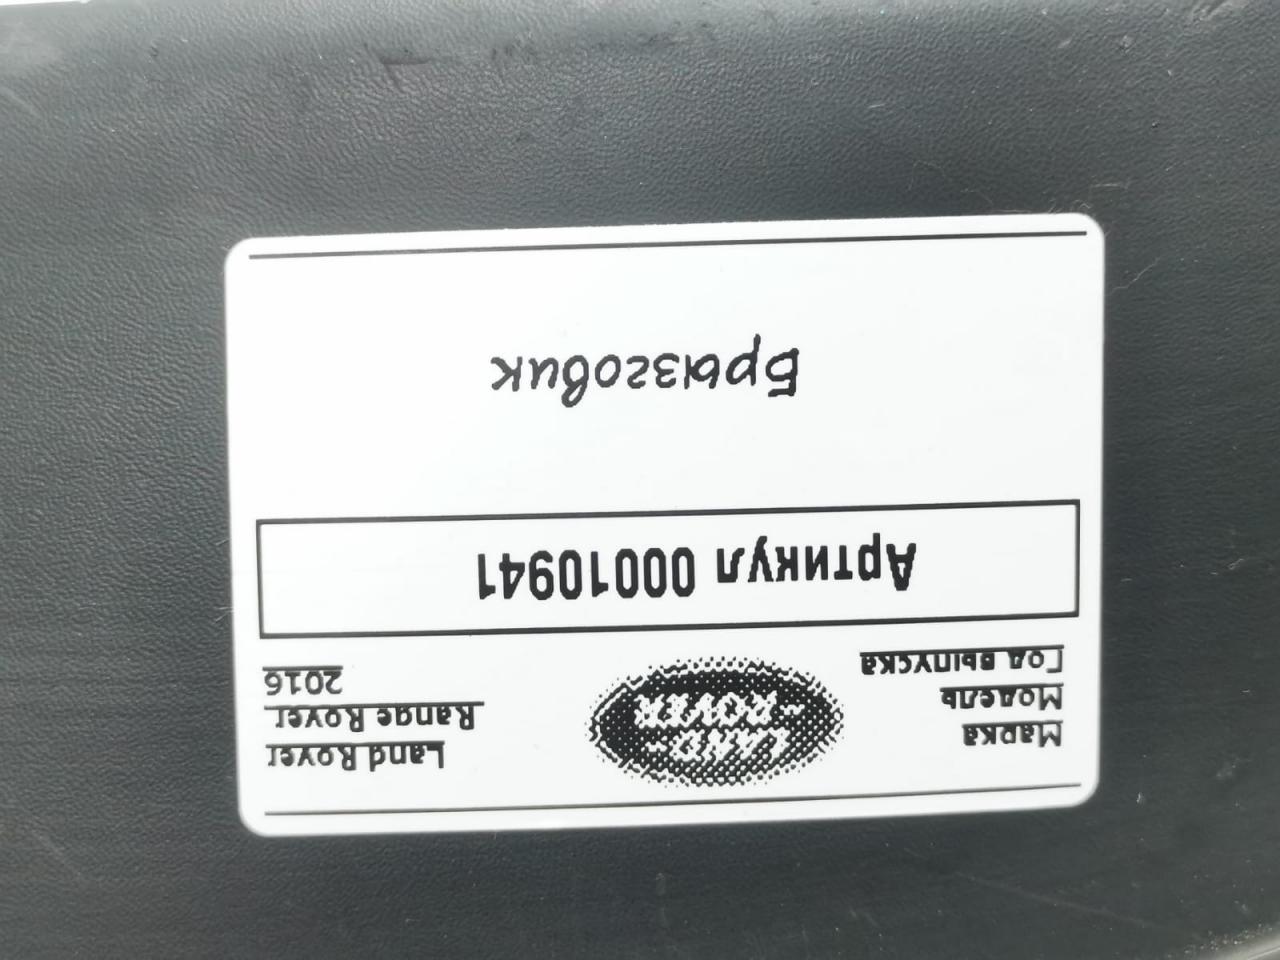 Марка Land Rover
Модель Range Rover
Год выпуска 2016
LAND-
-ROVER
Артикул 00010941
Брызговик